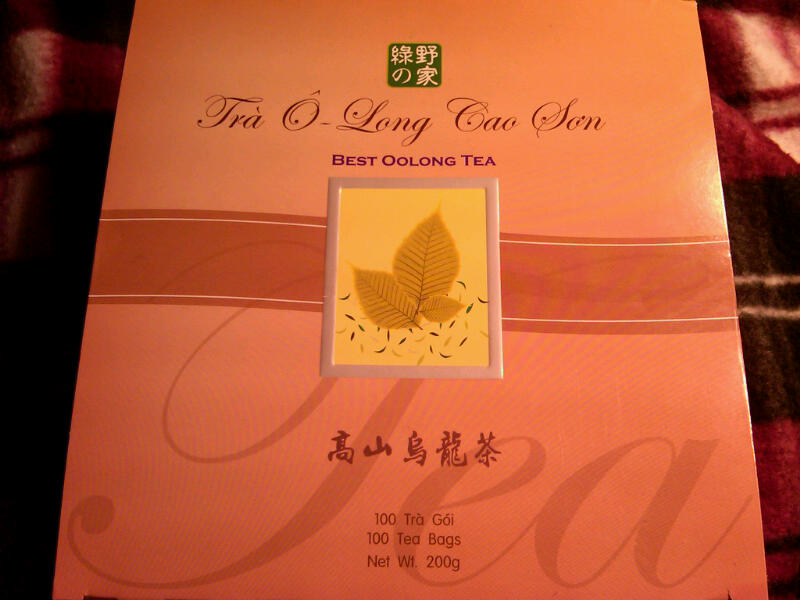 綠野
の家
Trà Ô-Long Cao Sơn
BEST OOLONG TEA
高山烏龍茶
Tea
100 Trà Gói
100 Tea Bags
Net Wt. 200g